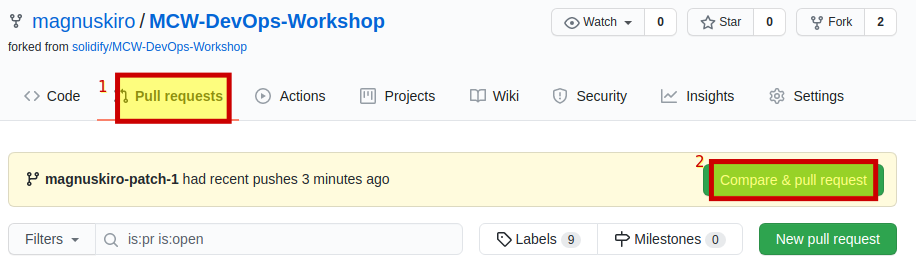 magnuskiro / MCW-DevOps-Workshop Watch 0 Star 0 Fork 2
forked from solidify/MCW-DevOps-Workshop
1 Code Pull requests Actions Projects Wiki Security Insights Settings
2
magnuskiro-patch-1 had recent pushes 3 minutes ago Compare & pull request
Filters is:pr is:open Labels 9 Milestones 0 New pull request